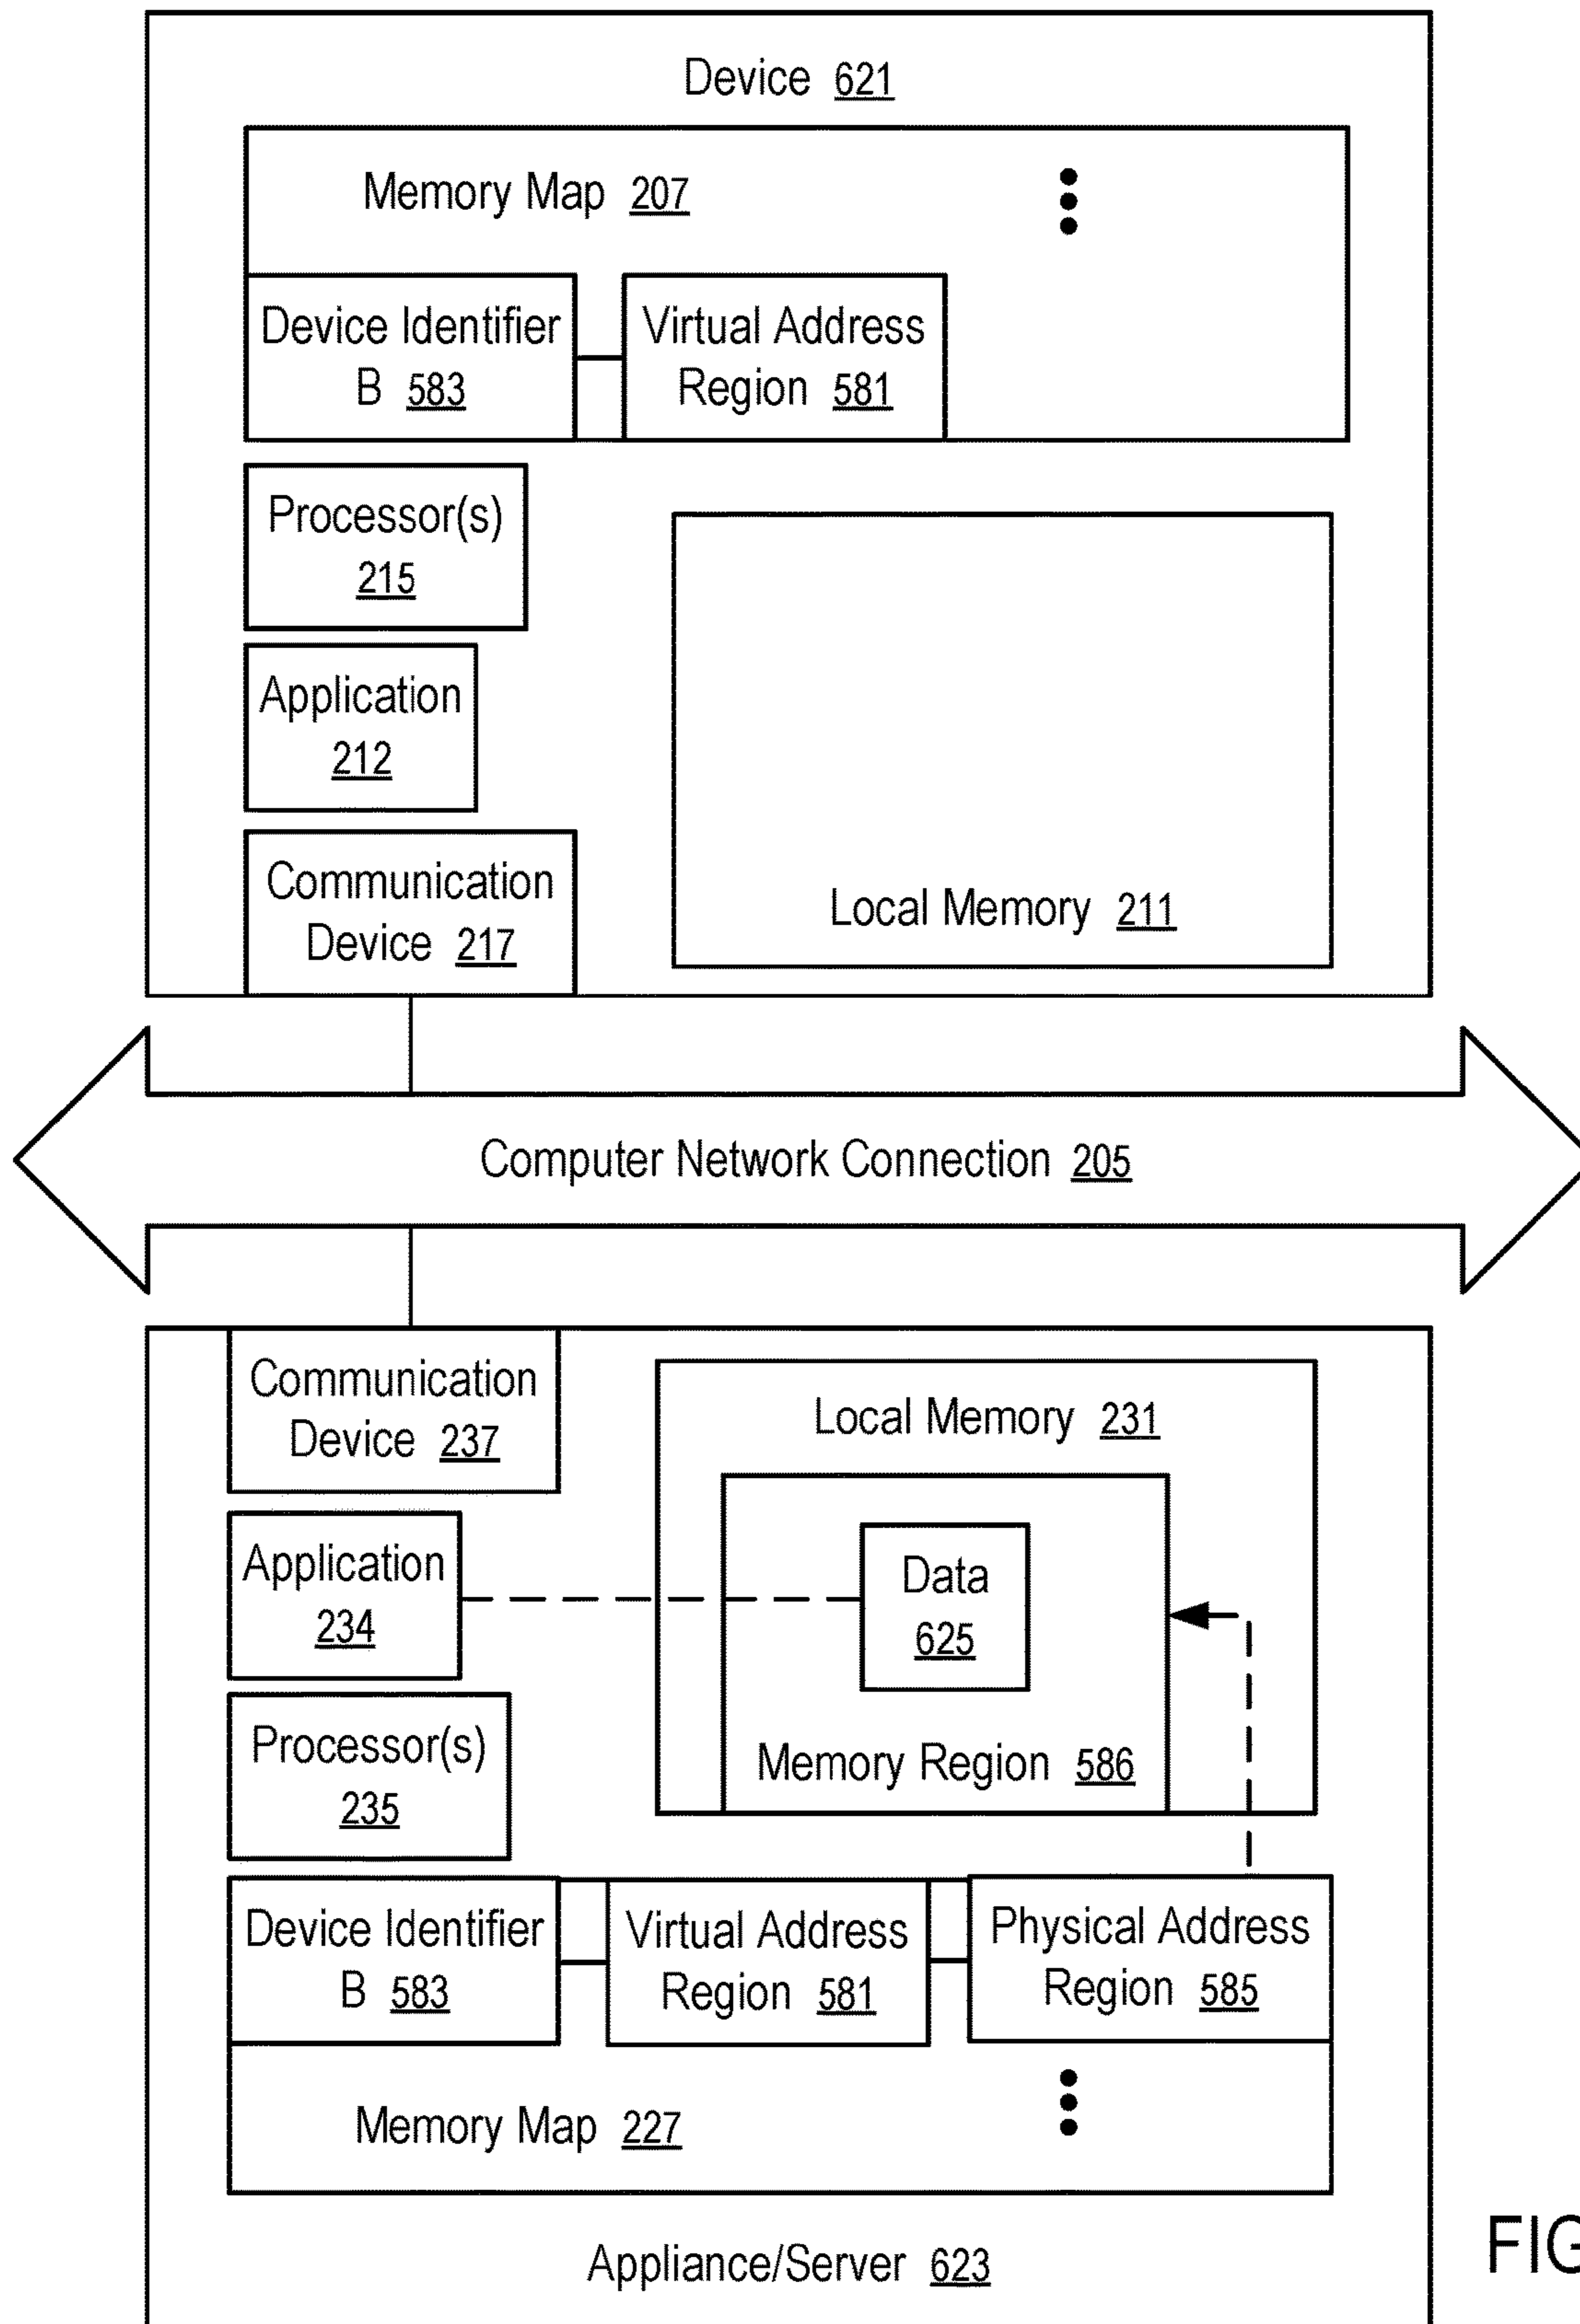 Device 621
Memory Map 207
Device Identifier
B 583
Virtual Address
Region 581
Processor(s)
215
Application
212
Communication
Device 217
Local Memory 211
Computer Network Connection 205
Communication
Device 237
Local Memory 231
Application
234
Data
625
Memory Region 586
Processor(s)
235
Device Identifier
B 583
Virtual Address
Region 581
Physical Address
Region 585
Memory Map 227
Appliance/Server 623
FIG